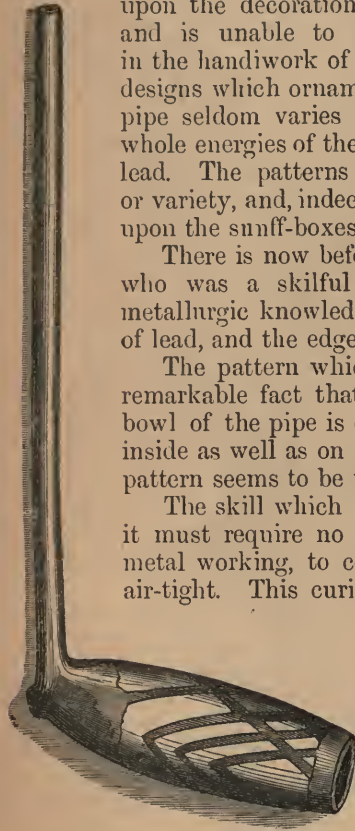 upon the decoration
and is unable to
in the handiwork of
designs which ornam
pipe seldom varies
whole energies of the
lead. The patterns
or variety, and, indee
upon the snuff-boxes
There is now befo
who was a skilful
metallurgic knowled
of lead, and the edge
The pattern whic
remarkable fact that
bowl of the pipe is
inside as well as on
pattern seems to be
The skill which
it must require no
metal working, to c
air-tight. This curi